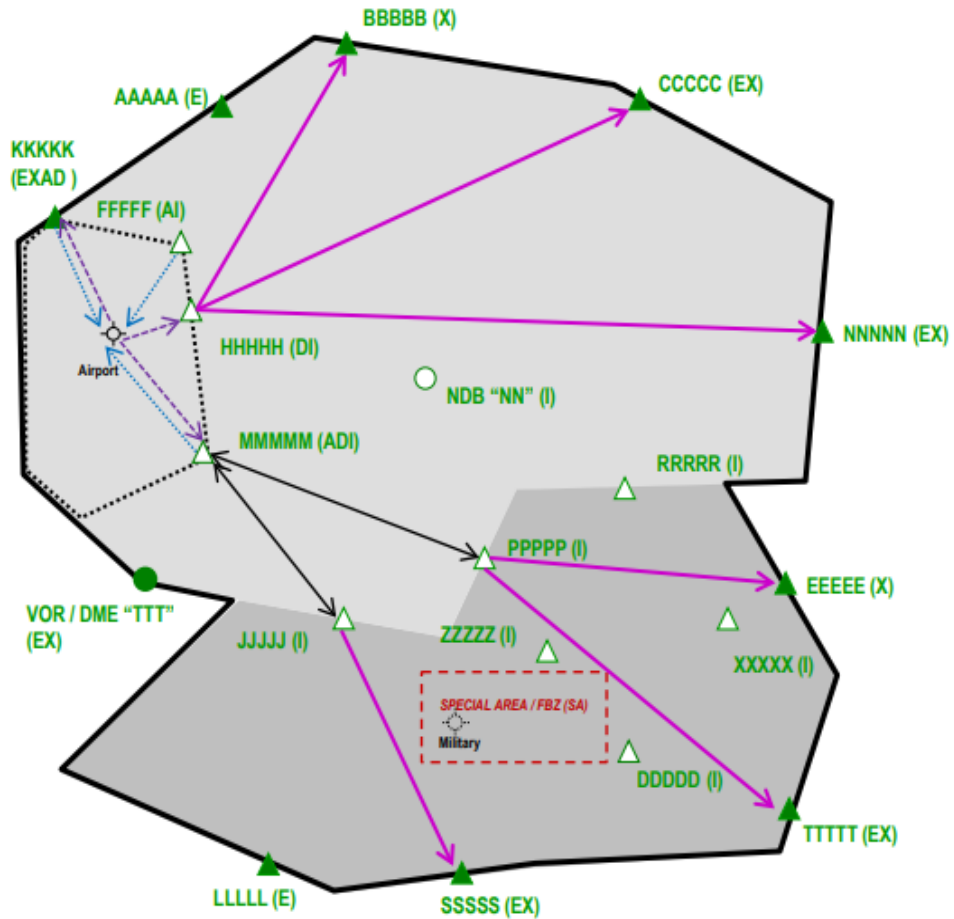 BBBBB (X)
CCCCC (EX)
AAAAA (E)
KKKKK
(EXAD )
FFFFF (AI)
HHHHH (DI)
NNNNN (EX)
Airport
NDB “NN” (I)
MMMMM (ADI)
RRRRR (I)
PPPPP (I)
EEEEE (X)
VOR / DME “TTT”
(EX)
JJJJJ (I)
ZZZZZ (I)
XXXXX (I)
SPECIAL AREA / FBZ (SA)
Military
DDDDD (I)
TTTTT (EX)
LLLLL (E)
SSSSS (EX)